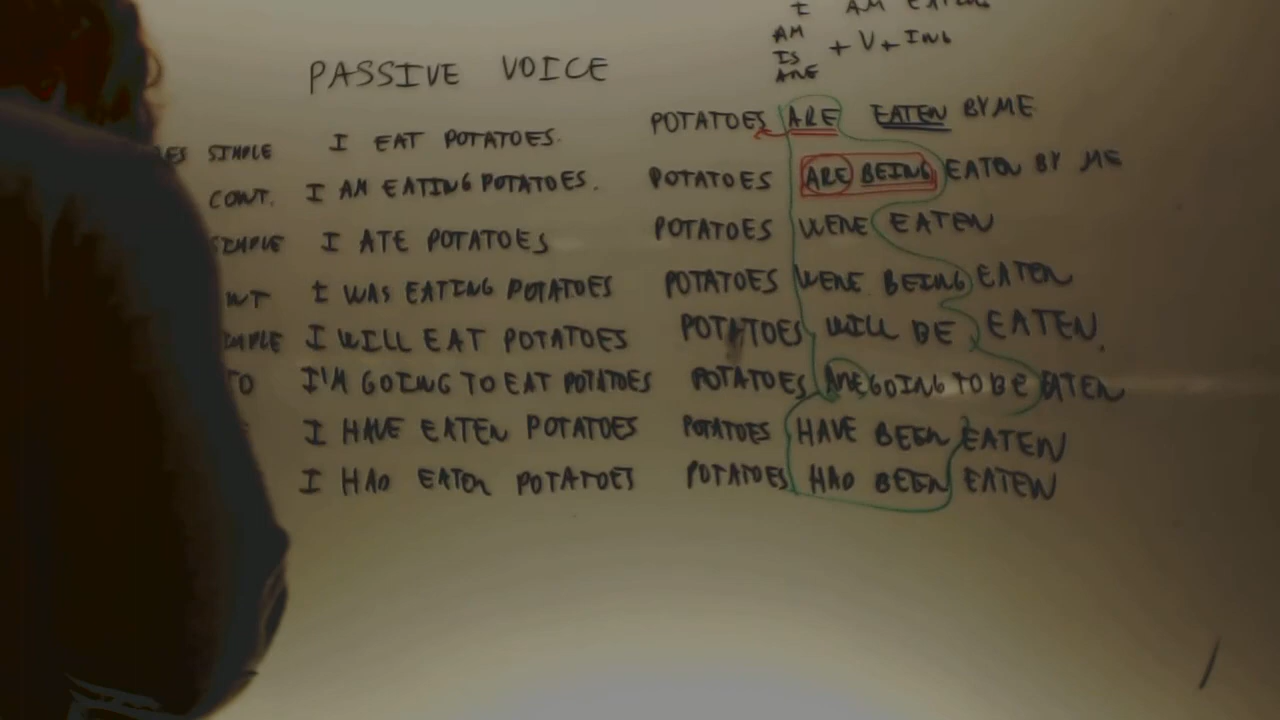 I AM EATING
AM
IS + V + ING
ARE
PASSIVE VOICE
SIMPLE I EAT POTATOES. POTATOES ARE EATEN BY ME
CONT. I AM EATING POTATOES. POTATOES ARE BEING EATEN BY ME
SIMPLE I ATE POTATOES POTATOES WERE EATEN
I WAS EATING POTATOES POTATOES WERE BEING EATEN
I WILL EAT POTATOES POTATOES WILL BE EATEN.
TO I'M GOING TO EAT POTATOES POTATOES ARE GOING TO BE EATEN
I HAVE EATEN POTATOES POTATOES HAVE BEEN EATEN
I HAD EATEN POTATOES POTATOES HAD BEEN EATEN